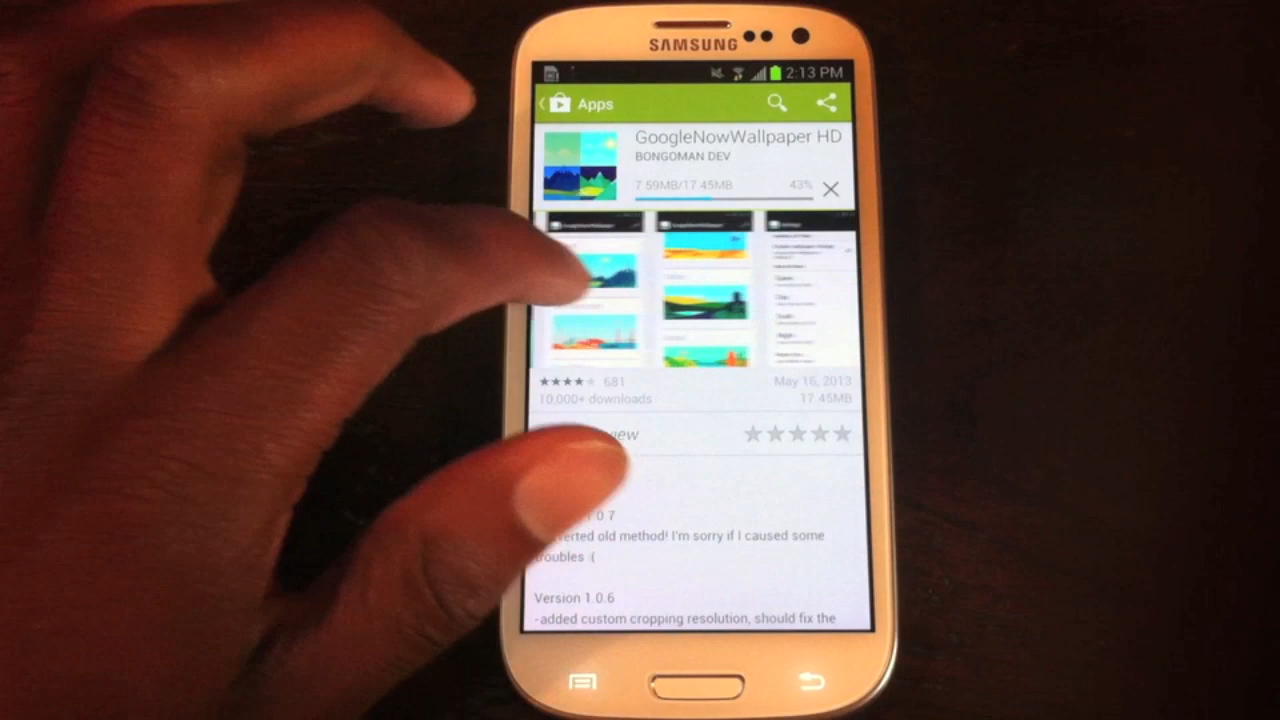 SAMSUNG
2:13 PM
Apps
GoogleNowWallpaper HD
BONGOMAN DEV
7.59MB/17.45MB 43%
681 May 16, 2013
10,000+ downloads 17.45MB
1.0.7
old method! I'm sorry if I caused some
troubles :(
Version 1.0.6
-added custom cropping resolution, should fix the